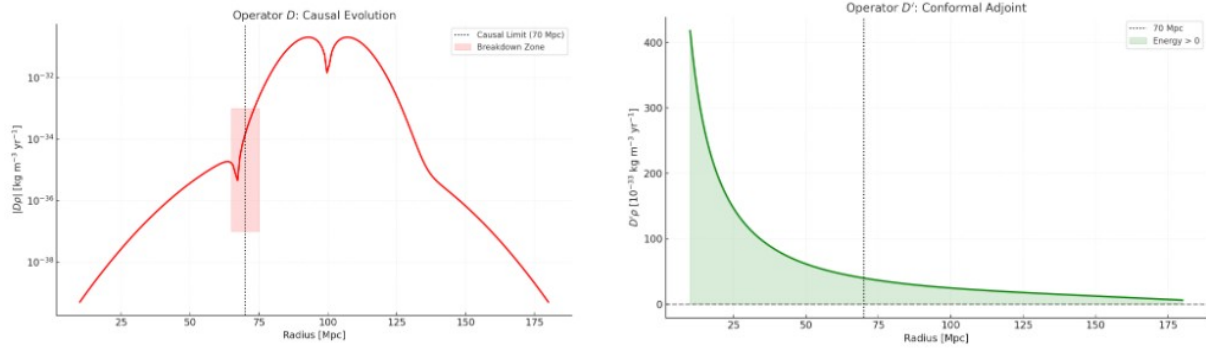 Operator D: Causal Evolution
Causal Limit (70 Mpc)
Breakdown Zone
|Dρ| [kg m⁻³ yr⁻¹]
10⁻³²
10⁻³⁴
10⁻³⁶
10⁻³⁸
25 50 75 100 125 150 175
Radius [Mpc]
Operator D′: Conformal Adjoint
70 Mpc
Energy > 0
D′ρ [10⁻³³ kg m⁻³ yr⁻¹]
400
300
200
100
0
25 50 75 100 125 150 175
Radius [Mpc]